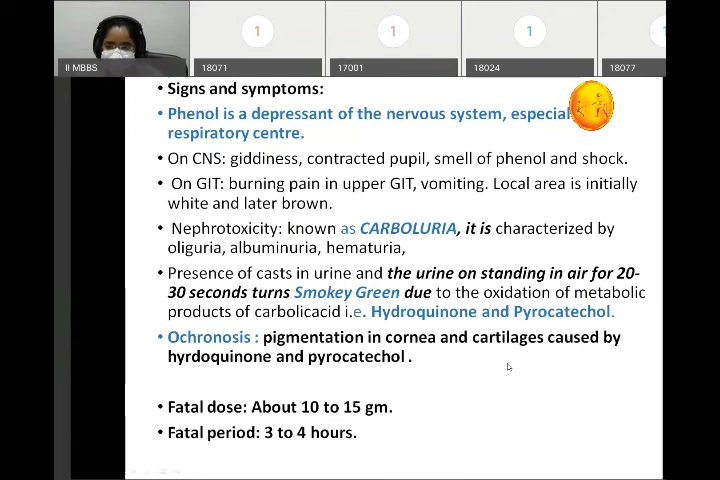 1
1
1
1
II MBBS
18071
17001
18024
18077
• Signs and symptoms:
• Phenol is a depressant of the nervous system, especial
respiratory centre.
• On CNS: giddiness, contracted pupil, smell of phenol and shock.
• On GIT: burning pain in upper GIT, vomiting. Local area is initially
white and later brown.
• Nephrotoxicity: known as CARBOLURIA, it is characterized by
oliguria, albuminuria, hematuria,
• Presence of casts in urine and the urine on standing in air for 20-
30 seconds turns Smokey Green due to the oxidation of metabolic
products of carbolicacid i.e. Hydroquinone and Pyrocatechol.
• Ochronosis : pigmentation in cornea and cartilages caused by
hyrdoquinone and pyrocatechol .
• Fatal dose: About 10 to 15 gm.
• Fatal period: 3 to 4 hours.